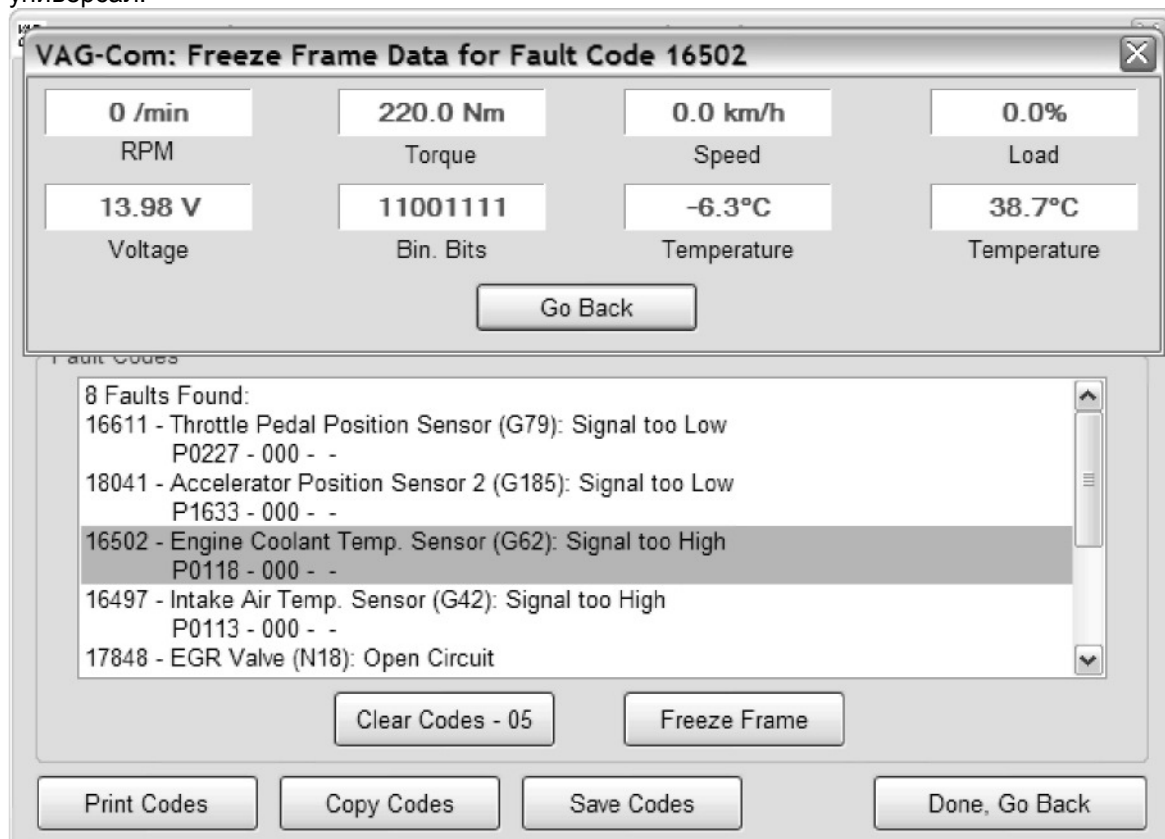 универсал.
VAG-Com: Freeze Frame Data for Fault Code 16502
0 /min 220.0 Nm 0.0 km/h 0.0%
RPM Torque Speed Load
13.98 V 11001111 -6.3°C 38.7°C
Voltage Bin. Bits Temperature Temperature
Go Back
Fault Codes
8 Faults Found:
16611 - Throttle Pedal Position Sensor (G79): Signal too Low
P0227 - 000 - -
18041 - Accelerator Position Sensor 2 (G185): Signal too Low
P1633 - 000 - -
16502 - Engine Coolant Temp. Sensor (G62): Signal too High
P0118 - 000 - -
16497 - Intake Air Temp. Sensor (G42): Signal too High
P0113 - 000 - -
17848 - EGR Valve (N18): Open Circuit
Clear Codes - 05 Freeze Frame
Print Codes Copy Codes Save Codes Done, Go Back